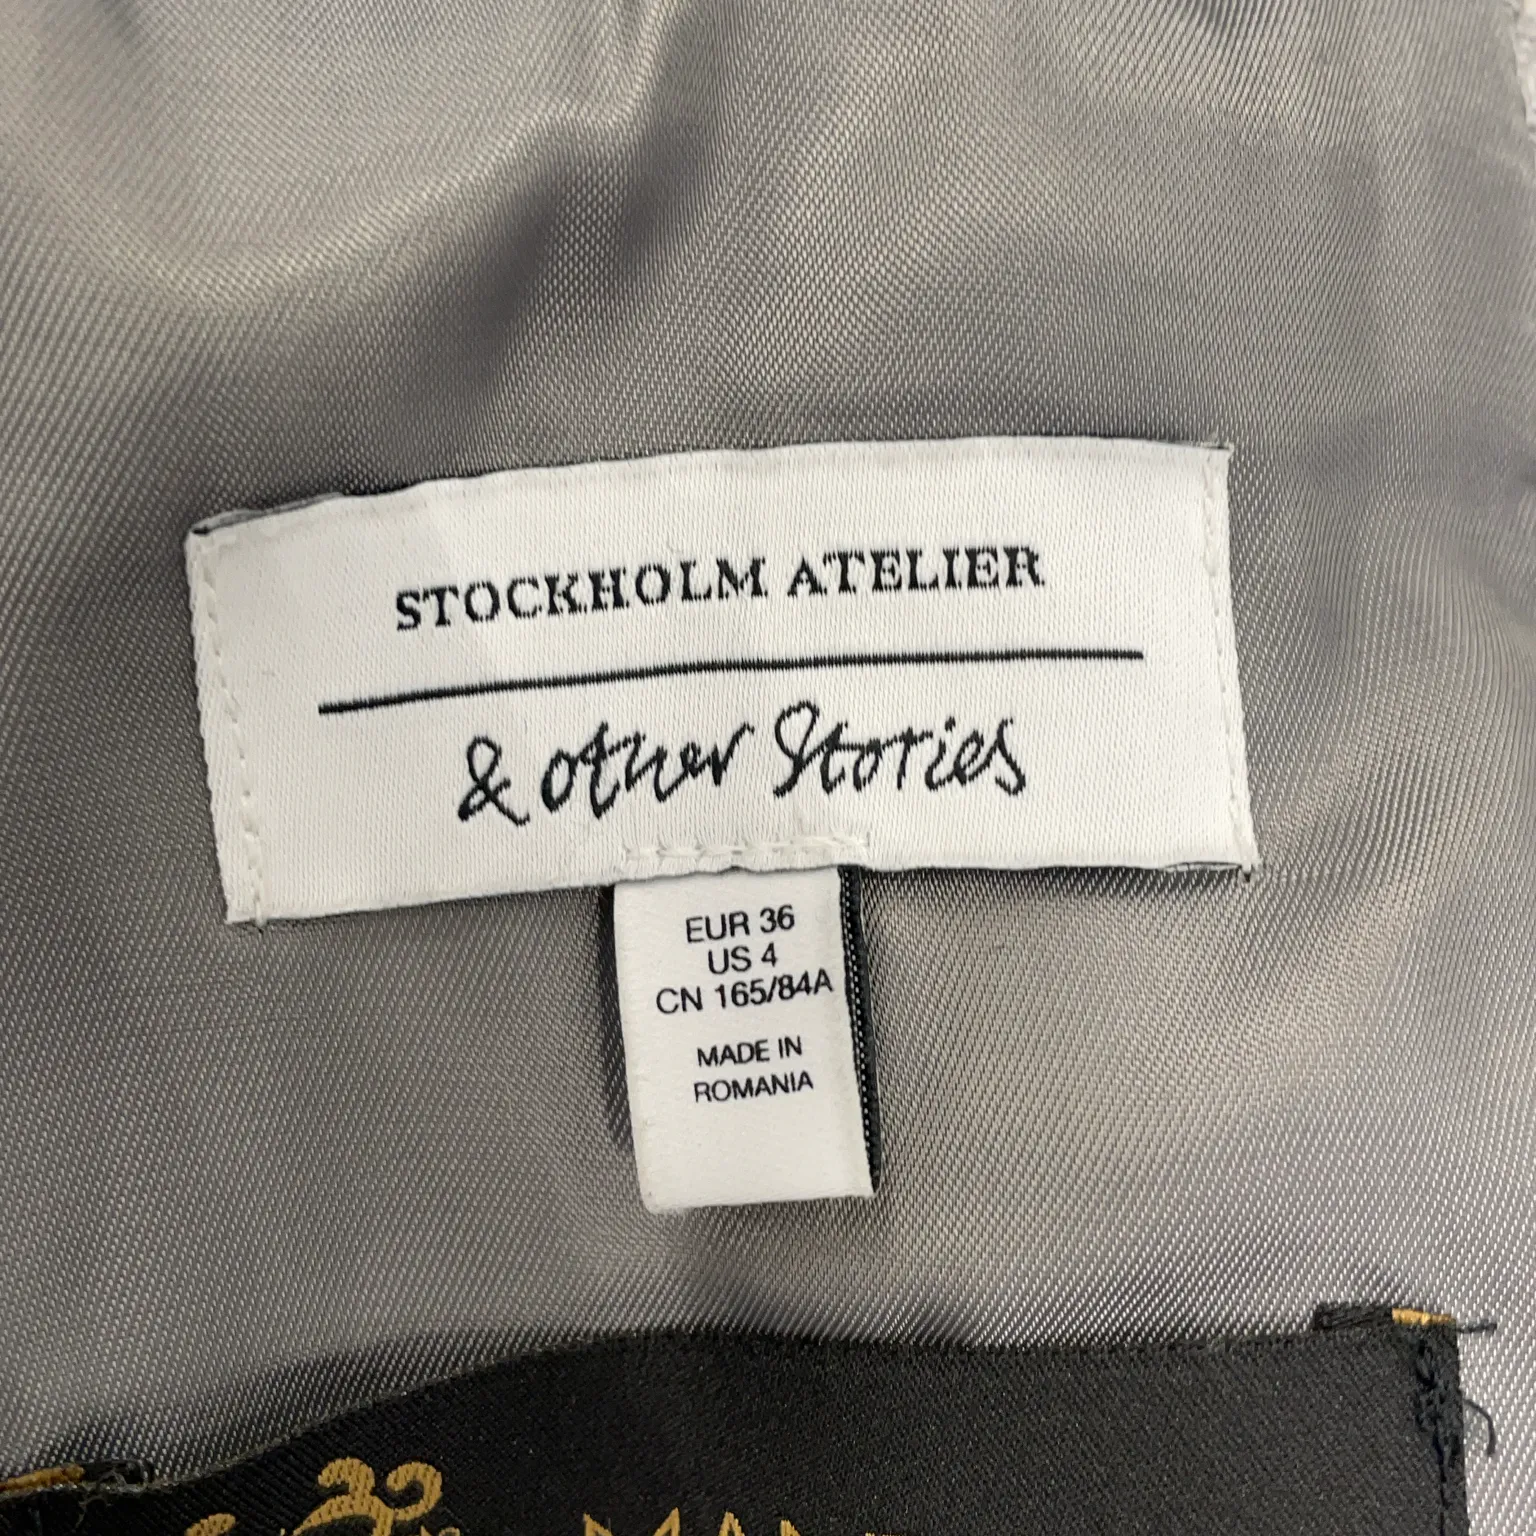 STOCKHOLM ATELIER
& other Stories
EUR 36
US 4
CN 165/84A
MADE IN
ROMANIA